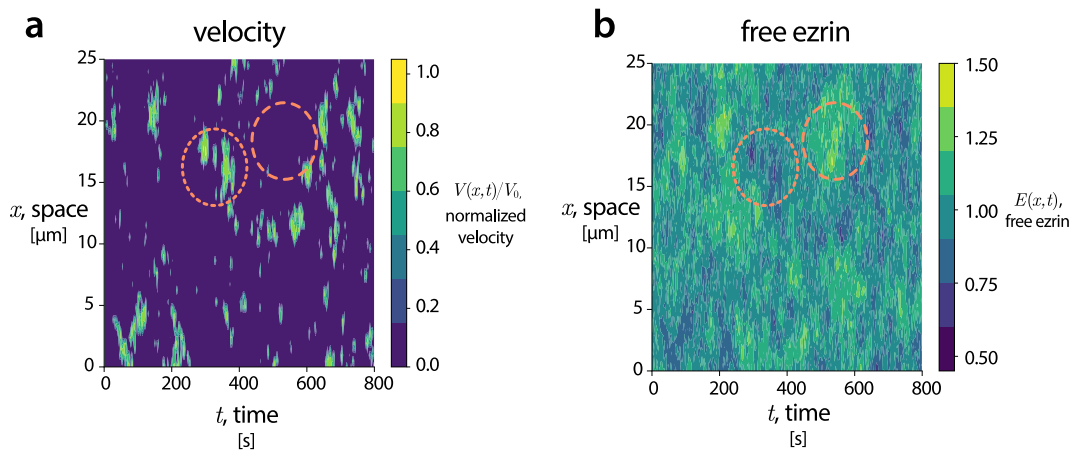 a
velocity
25
20
15
10
5
0
x, space
[μm]
0
200
400
600
800
t, time
[s]
1.0
0.8
0.6
0.4
0.2
0.0
V(x,t)/V0,
normalized
velocity
b
free ezrin
25
20
15
10
5
0
x, space
[μm]
0
200
400
600
800
t, time
[s]
1.50
1.25
1.00
0.75
0.50
E(x,t),
free ezrin